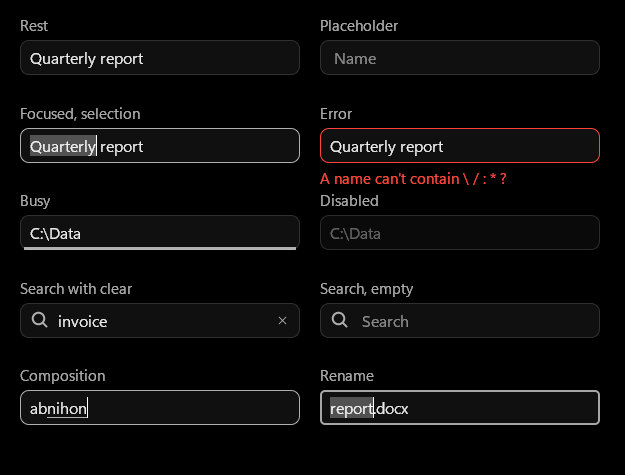 Rest
Placeholder
Quarterly report
Name
Focused, selection
Error
Quarterly report
Quarterly report
A name can't contain \ / : * ?
Busy
Disabled
C:\Data
C:\Data
Search with clear
Search, empty
invoice ×
Search
Composition
Rename
abnihon
report.docx